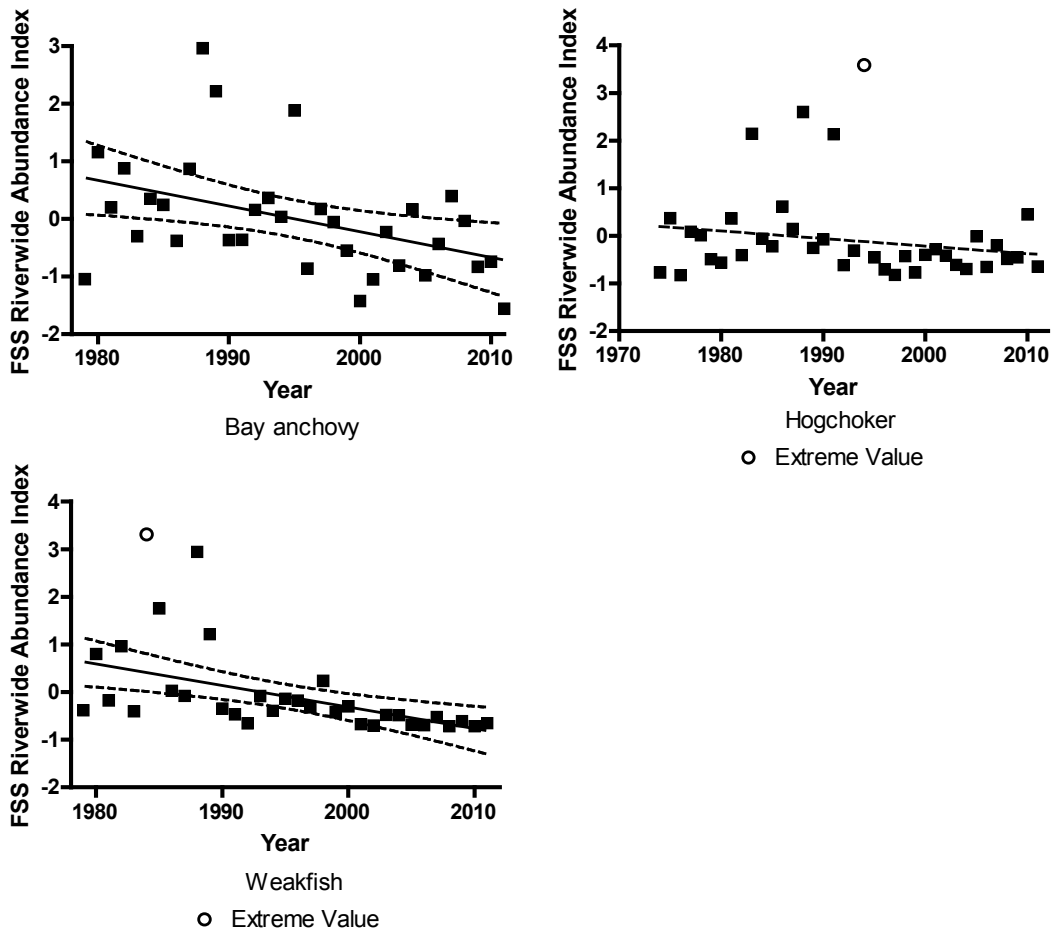 FSS Riverwide Abundance Index
3
2
1
0
-1
-2
1980 1990 2000 2010
Year
Bay anchovy
FSS Riverwide Abundance Index
4
3
2
1
0
-1
-2
1970 1980 1990 2000 2010
Year
Hogchoker
Extreme Value
FSS Riverwide Abundance Index
4
3
2
1
0
-1
-2
1980 1990 2000 2010
Year
Weakfish
Extreme Value